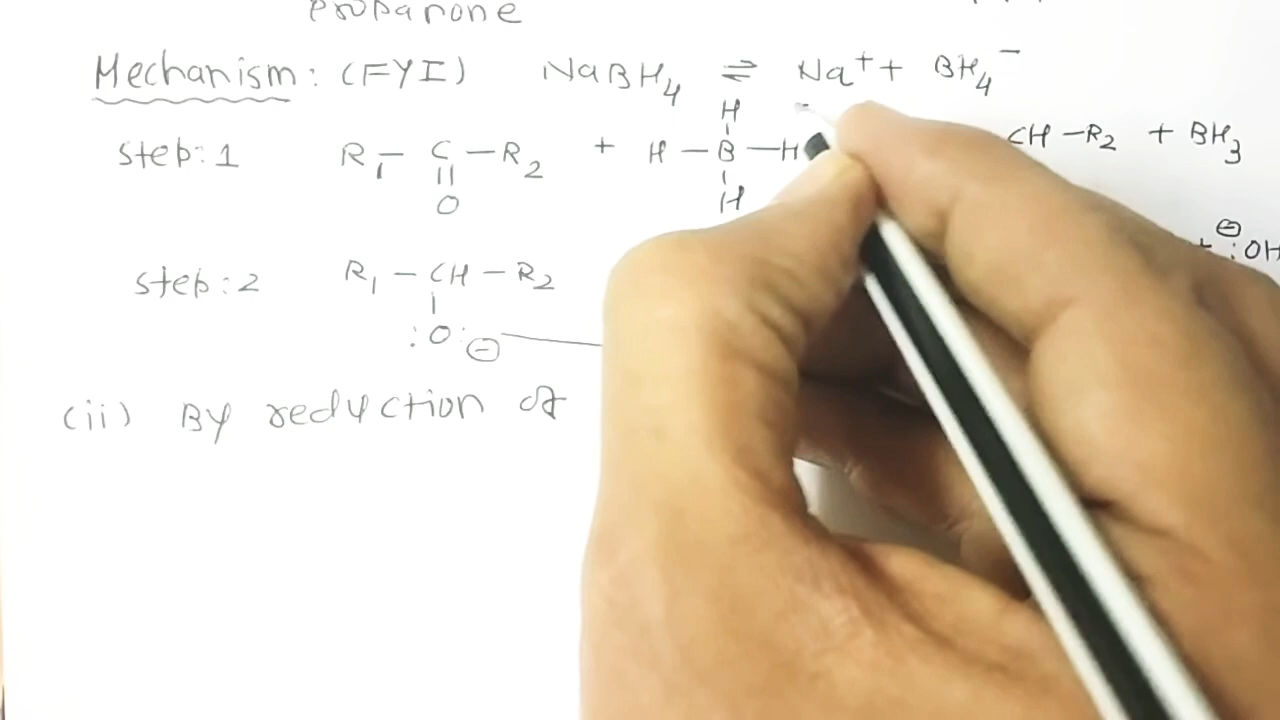 Propanone
Mechanism: (FYI) NaBH4 ⇌ Na+ + BH4−
H
step:1 R1 – C – R2 + H – B – H CH – R2 + BH3
O H
⊖
+ :OH
step:2 R1 – CH – R2
:O: ⊖
(ii) By reduction of